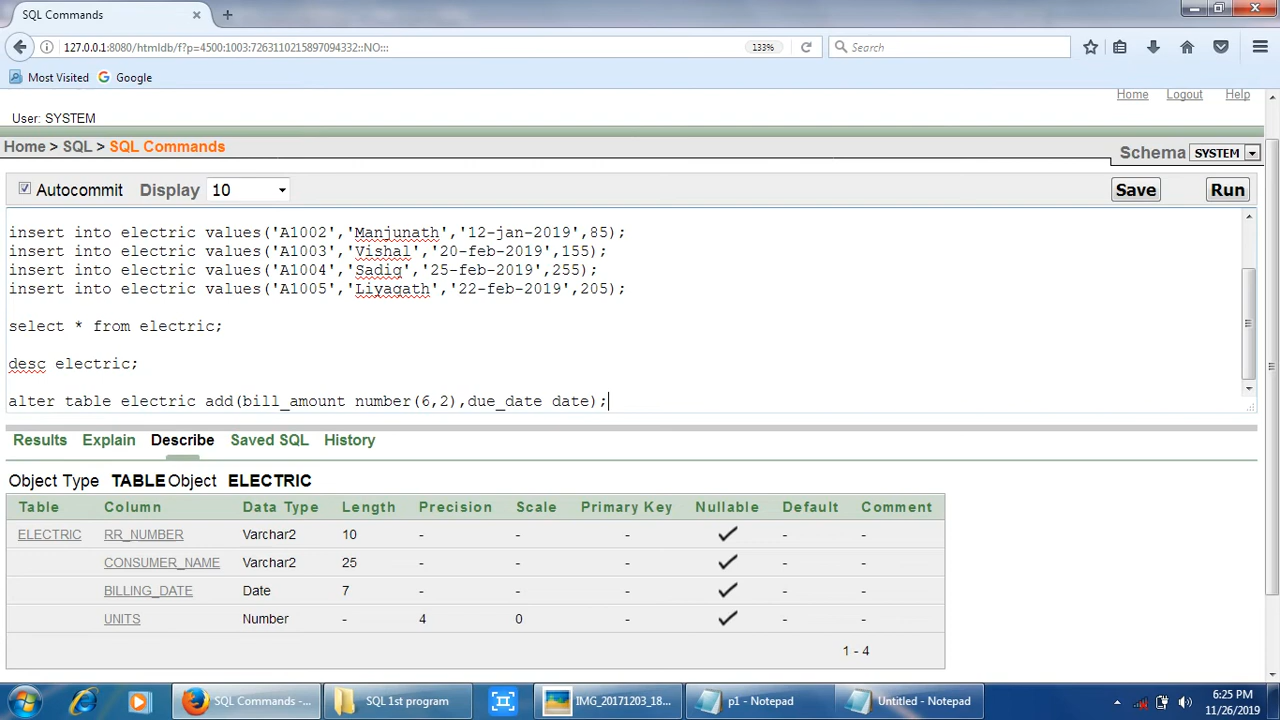 SQL Commands
127.0.0.1:8080/htmldb/f?p=4500:1003:7263110215897094332::NO:::
133%
Search
Most Visited
Google
Home Logout Help
User: SYSTEM
Home > SQL > SQL Commands
Schema SYSTEM
Autocommit Display 10
Save Run
insert into electric values('A1002','Manjunath','12-jan-2019',85);
insert into electric values('A1003','Vishal','20-feb-2019',155);
insert into electric values('A1004','Sadiq','25-feb-2019',255);
insert into electric values('A1005','Liyaqath','22-feb-2019',205);
select * from electric;
desc electric;
alter table electric add(bill_amount number(6,2),due_date date);
Results Explain Describe Saved SQL History
Object Type TABLE Object ELECTRIC
Table Column Data Type Length Precision Scale Primary Key Nullable Default Comment
ELECTRIC RR_NUMBER Varchar2 10 - - - - -
CONSUMER_NAME Varchar2 25 - - - - -
BILLING_DATE Date 7 - - - - -
UNITS Number - 4 0 - - -
1 - 4
SQL Commands -...
SQL 1st program
IMG_20171203_18...
p1 - Notepad
Untitled - Notepad
6:25 PM
11/26/2019